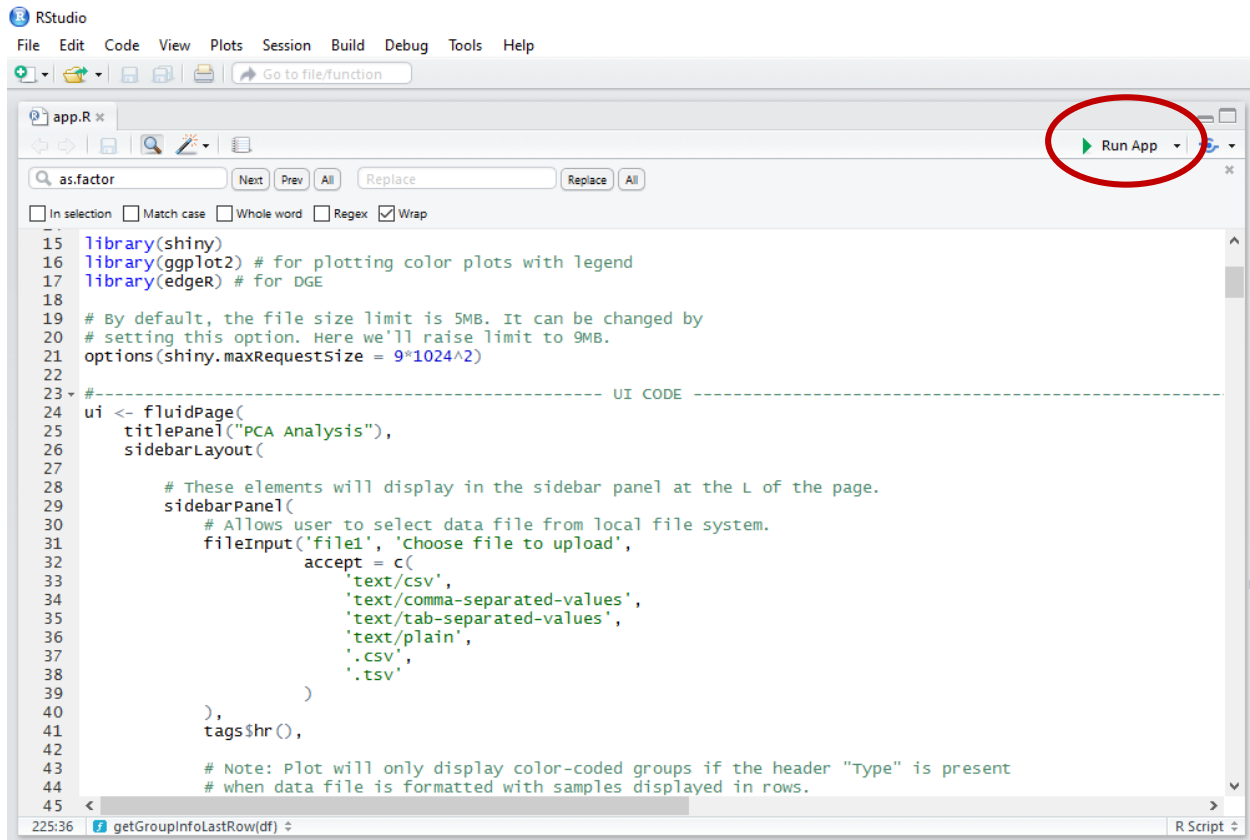 RStudio
File Edit Code View Plots Session Build Debug Tools Help
Go to file/function
app.R
Run App
as.factor Next Prev All Replace Replace All
In selection Match case Whole word Regex Wrap
15 library(shiny)
16 library(ggplot2) # for plotting color plots with legend
17 library(edgeR) # for DGE
18
19 # By default, the file size limit is 5MB. It can be changed by
20 # setting this option. Here we'll raise limit to 9MB.
21 options(shiny.maxRequestSize = 9*1024^2)
22
23 #--------------------------------------------------- UI CODE -----------------------------------------------------
24 ui <- fluidPage(
25     titlePanel("PCA Analysis"),
26     sidebarLayout(
27
28         # These elements will display in the sidebar panel at the L of the page.
29         sidebarPanel(
30             # Allows user to select data file from local file system.
31             fileInput('file1', 'Choose file to upload',
32                       accept = c(
33                           'text/csv',
34                           'text/comma-separated-values',
35                           'text/tab-separated-values',
36                           'text/plain',
37                           '.csv',
38                           '.tsv'
39                       )
40             ),
41             tags$hr(),
42
43             # Note: Plot will only display color-coded groups if the header "Type" is present
44             # when data file is formatted with samples displayed in rows.
45
225:36 getGroupInfoLastRow(df) R Script